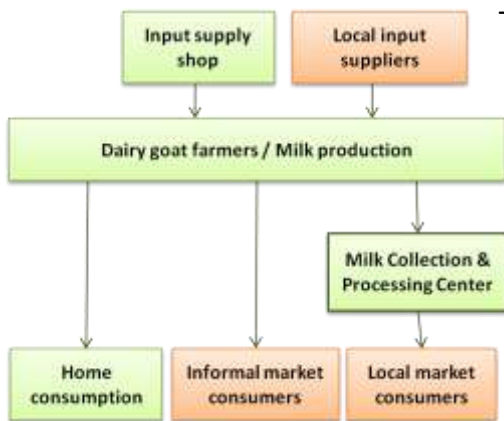 Input supply
shop
Local input
suppliers
Dairy goat farmers / Milk production
Milk Collection &
Processing Center
Home
consumption
Informal market
consumers
Local market
consumers